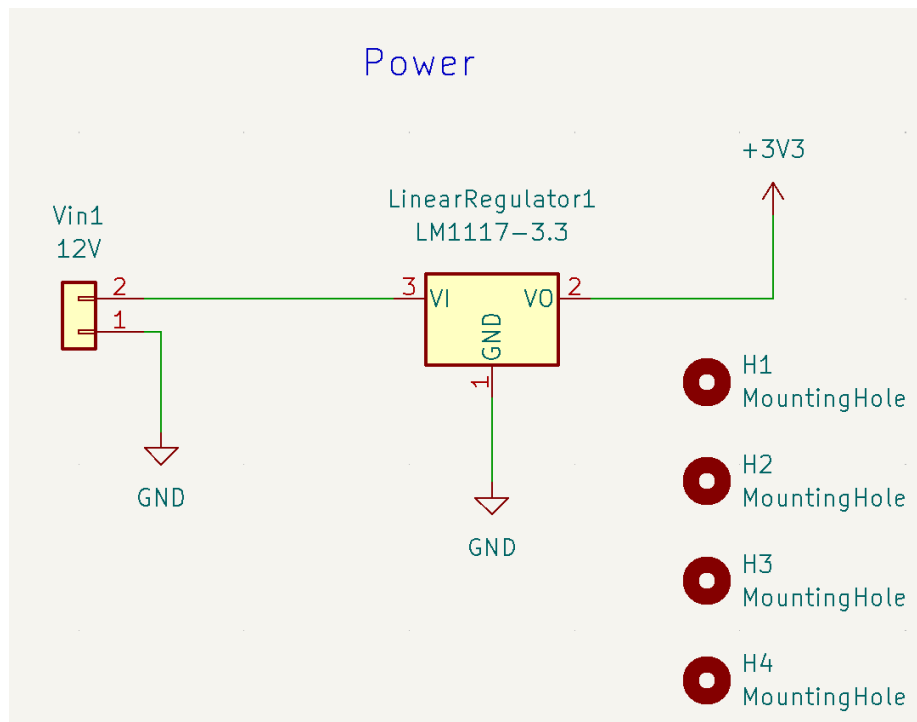 Power
+3V3
LinearRegulator1
LM1117-3.3
Vin1
12V
2
1
3
VI
VO
2
GND
1
GND
GND
H1
MountingHole
H2
MountingHole
H3
MountingHole
H4
MountingHole